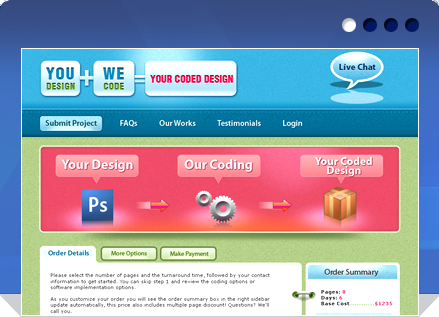 YOU DESIGN + WE CODE = YOUR CODED DESIGN
Live Chat
Submit Project FAQs Our Works Testimonials Login
Your Design Our Coding Your Coded Design
Ps
Order Details More Options Make Payment
Please select the number of pages and the turnaround time, followed by your contact
information to get started. You can skip step 1 and review the coding options or
software implementation options.
As you customize your order you will see the order summary box in the right sidebar
update automatically, this price also includes multiple page discount! Questions? We'll
call you.
Order Summary
Pages: 8
Days: 6
Base Cost..........$1235